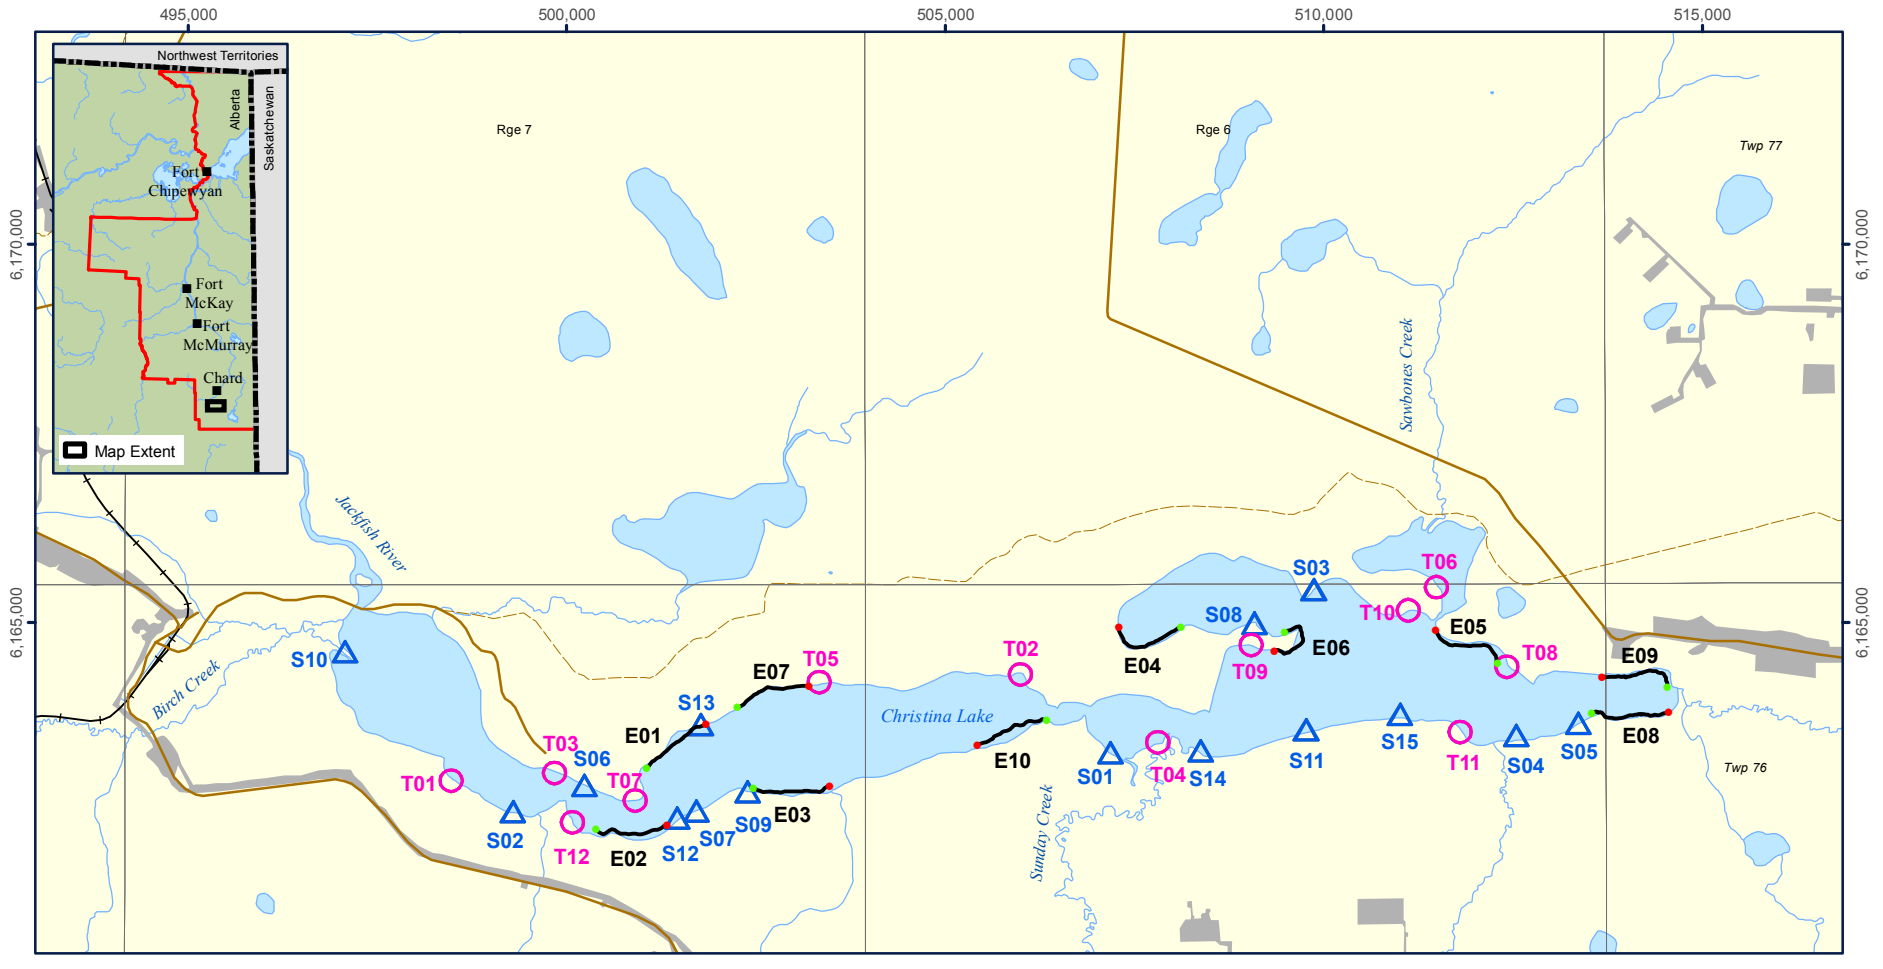 495,000
500,000
505,000
510,000
515,000
Northwest Territories
Alberta
Saskatchewan
Fort
Chipewyan
Fort
McKay
Fort
McMurray
Chard
Map Extent
Rge 7
Rge 6
Twp 77
6,170,000
6,170,000
Sawbones Creek
Jackfish River
6,165,000
6,165,000
Birch Creek
S10
S03
T06
S08
T10
E05
E04
T09
E06
T08
E09
T02
T05
E07
S13
Christina Lake
E01
E10
T03
S06
T07
T01
S01
T04
S14
S11
S15
T11
S04
S05
E08
Twp 76
S02
T12
E02
S12
S07
S09
E03
Sunday Creek